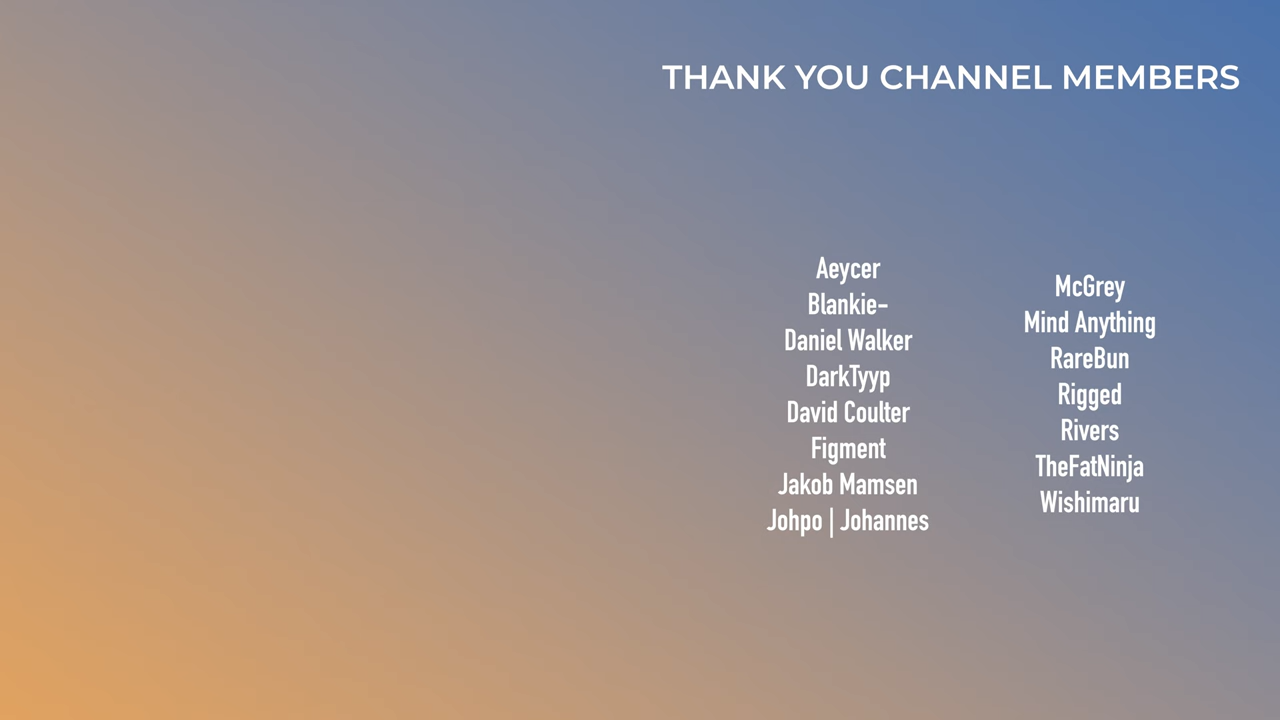 THANK YOU CHANNEL MEMBERS
Aeycer
Blankie-
Daniel Walker
DarkTyyp
David Coulter
Figment
Jakob Mamsen
Johpo | Johannes
McGrey
Mind Anything
RareBun
Rigged
Rivers
TheFatNinja
Wishimaru